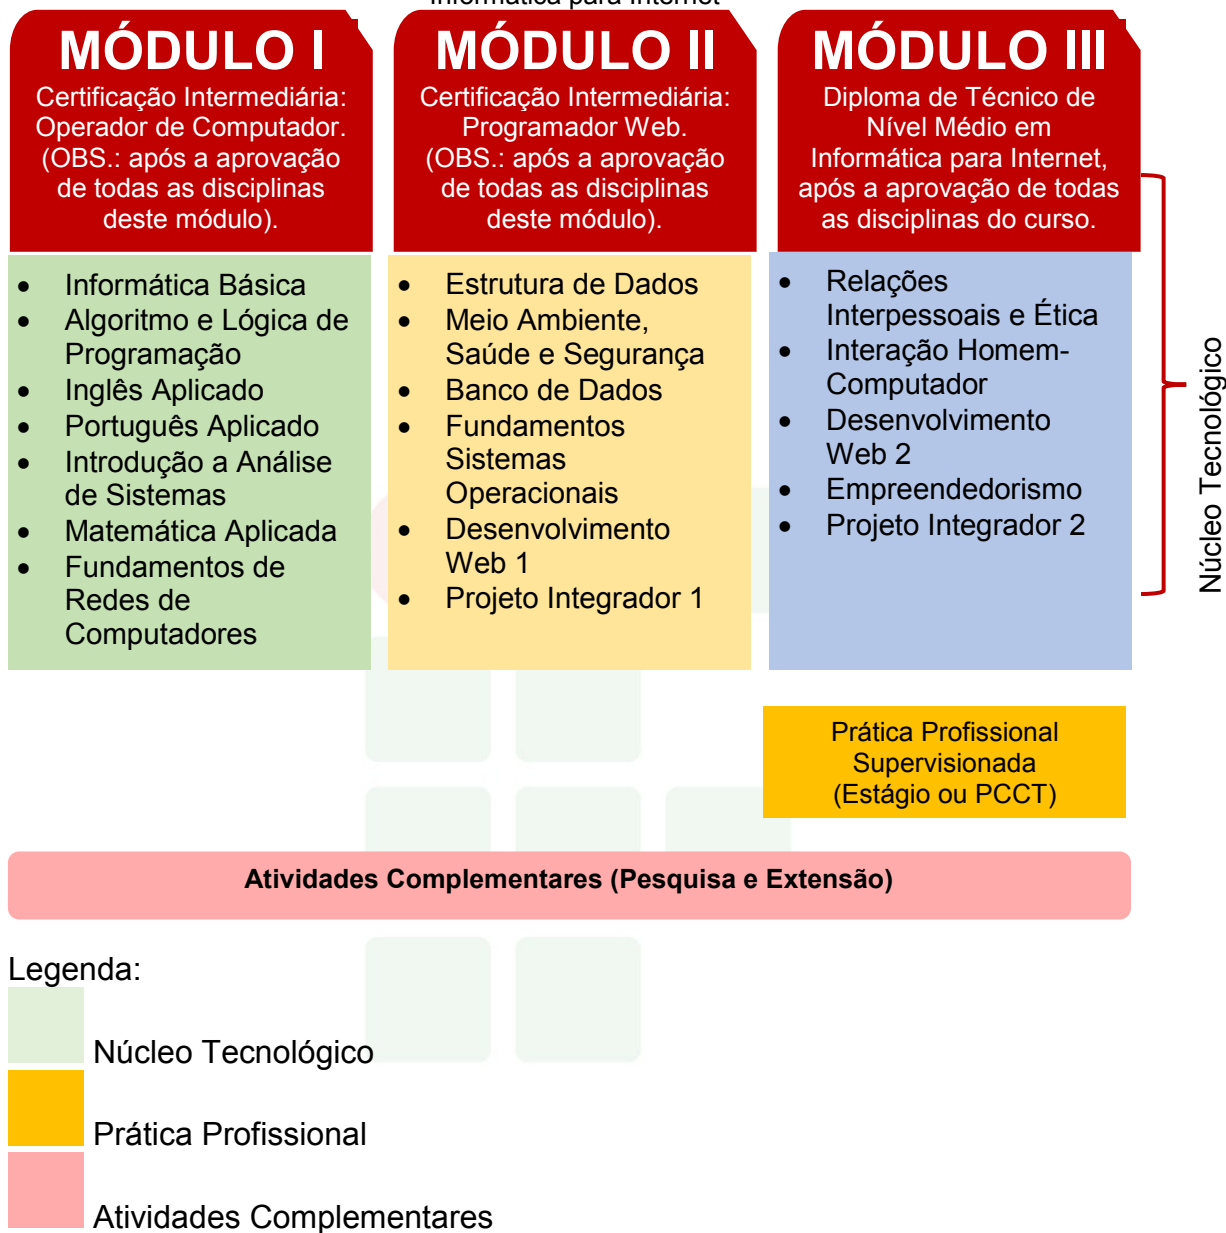 Informática para Internet
MÓDULO I
Certificação Intermediária:
Operador de Computador.
(OBS.: após a aprovação
de todas as disciplinas
deste módulo).
• Informática Básica
• Algoritmo e Lógica de
Programação
• Inglês Aplicado
• Português Aplicado
• Introdução a Análise
de Sistemas
• Matemática Aplicada
• Fundamentos de
Redes de
Computadores
MÓDULO II
Certificação Intermediária:
Programador Web.
(OBS.: após a aprovação
de todas as disciplinas
deste módulo).
• Estrutura de Dados
• Meio Ambiente,
Saúde e Segurança
• Banco de Dados
• Fundamentos
Sistemas
Operacionais
• Desenvolvimento
Web 1
• Projeto Integrador 1
MÓDULO III
Diploma de Técnico de
Nível Médio em
Informática para Internet,
após a aprovação de todas
as disciplinas do curso.
• Relações
Interpessoais e Ética
• Interação Homem-
Computador
• Desenvolvimento
Web 2
• Empreendedorismo
• Projeto Integrador 2
Núcleo Tecnológico
Prática Profissional
Supervisionada
(Estágio ou PCCT)
Atividades Complementares (Pesquisa e Extensão)
Legenda:
Núcleo Tecnológico
Prática Profissional
Atividades Complementares